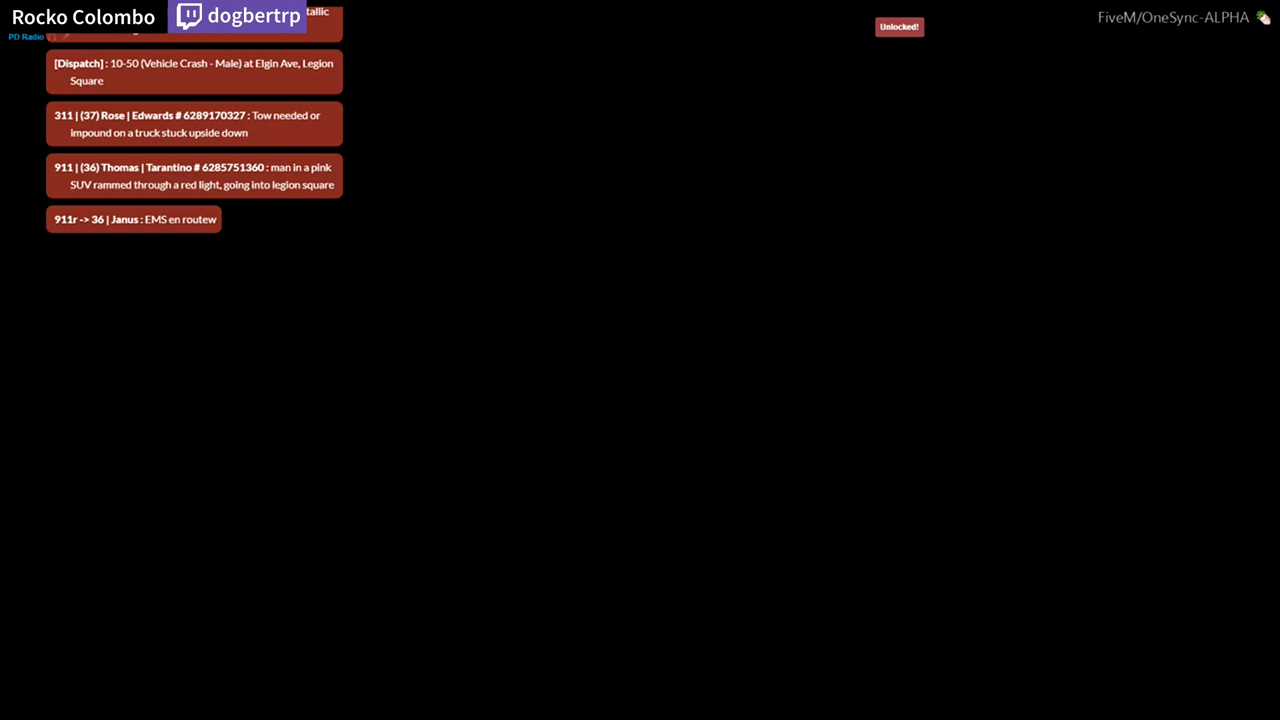 Rocko Colombo dogbertrp
FiveM/OneSync-ALPHA
Unlocked!
PD Radio
[Dispatch] : 10-50 (Vehicle Crash - Male) at Elgin Ave, Legion
Square
311 | (37) Rose | Edwards # 6289170327 : Tow needed or
impound on a truck stuck upside down
911 | (36) Thomas | Tarantino # 6285751360 : man in a pink
SUV rammed through a red light, going into legion square
911r -> 36 | Janus : EMS en routew